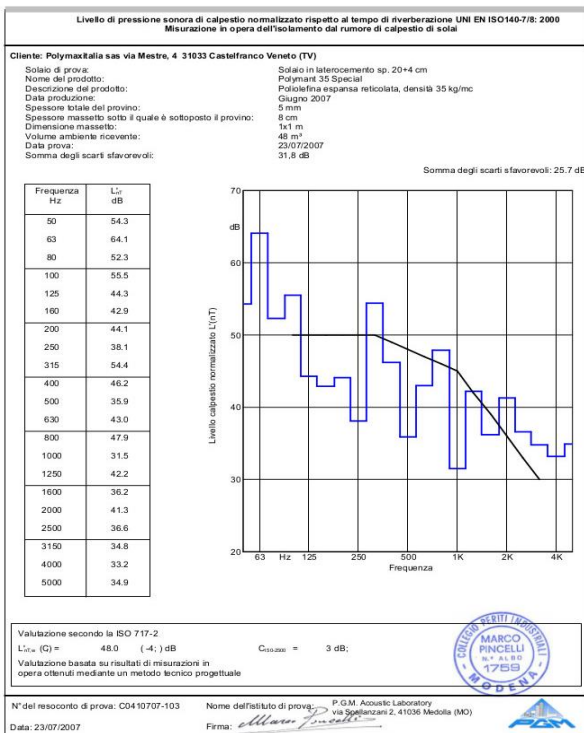 Livello di pressione sonora di calpestio normalizzato rispetto al tempo di riverberazione UNI EN ISO140-7/8: 2000
Misurazione in opera dell'isolamento dal rumore di calpestio di solai
Cliente: Polymaxitalia sas via Mestre, 4 31033 Castelfranco Veneto (TV)
Solaio di prova: Solaio in laterocemento sp. 20+4 cm
Nome del prodotto: Polymant 35 Special
Descrizione del prodotto: Poliolefina espansa reticolata, densità 35 kg/mc
Data produzione: Giugno 2007
Spessore totale del provino: 5 mm
Spessore massetto sotto il quale è sottoposto il provino: 8 cm
Dimensione massetto: 1x1 m
Volume ambiente ricevente: 48 m³
Data prova: 23/07/2007
Somma degli scarti sfavorevoli: 31,8 dB
Somma degli scarti sfavorevoli: 25.7 dB
Frequenza L'nT
Hz dB
50 54.3
63 64.1
80 52.3
100 55.5
125 44.3
160 42.9
200 44.1
250 38.1
315 54.4
400 46.2
500 35.9
630 43.0
800 47.9
1000 31.5
1250 42.2
1600 36.2
2000 41.3
2500 36.6
3150 34.8
4000 33.2
5000 34.9
Livello calpestio normalizzato L'(nT)
70
dB
60
50
40
30
20
63 Hz 125 250 500 1K 2K 4K
Frequenza
Valutazione secondo la ISO 717-2
L'nT,w (G) = 48.0 ( -4; ) dB C150-2500 = 3 dB;
Valutazione basata su risultati di misurazioni in
opera ottenuti mediante un metodo tecnico progettuale
COLLEGIO PERITI INDUSTRIALI
MARCO
PINCELLI
N.° ALBO
1759
MODENA
N° del resoconto di prova: C0410707-103
Nome dell'istituto di prova: P.G.M. Acoustic Laboratory
via Spallanzani 2, 41036 Medolla (MO)
Data: 23/07/2007
Firma: Marco Pincelli
PGM